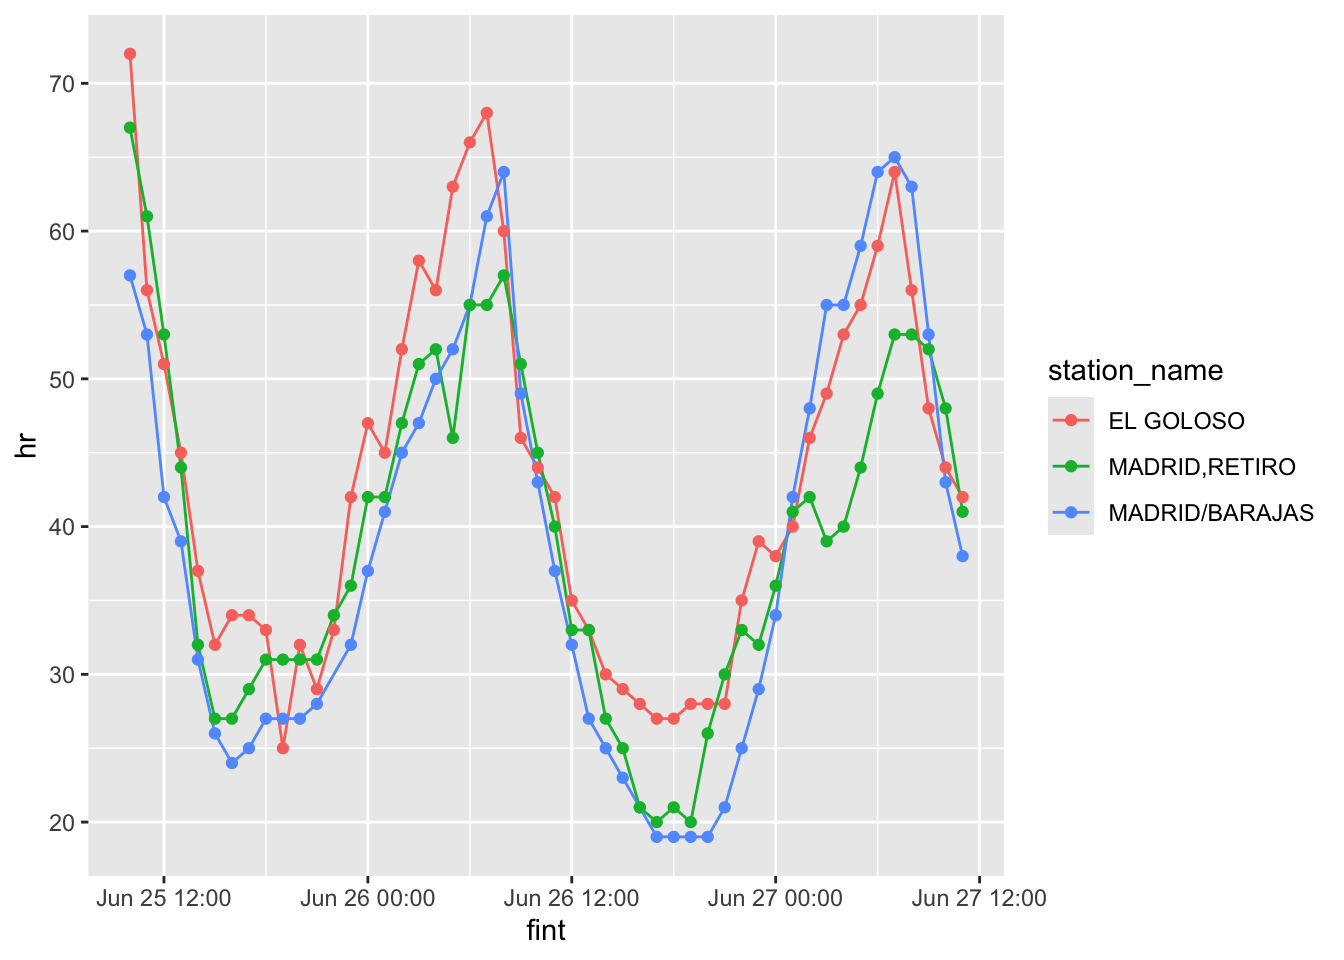 70
60
50
40
30
20
hr
Jun 25 12:00
Jun 26 00:00
Jun 26 12:00
Jun 27 00:00
Jun 27 12:00
fint
station_name
EL GOLOSO
MADRID,RETIRO
MADRID/BARAJAS